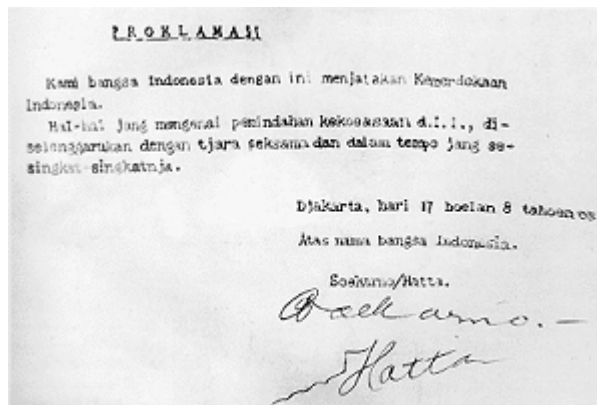 PROKLAMASI
Kami bangsa Indonesia dengan ini menjatakan Kemerdekaan
Indonesia.
Hal-hal jang mengenai pemindahan kekoeasaan d.l.l., di-
selenggarakan dengan tjara seksama dan dalam tempo jang se-
singkat-singkatnja.
Djakarta, hari 17 boelan 8 tahoen 05
Atas nama bangsa Indonesia.
Soekarno/Hatta.
Soekarno.–
Hatta